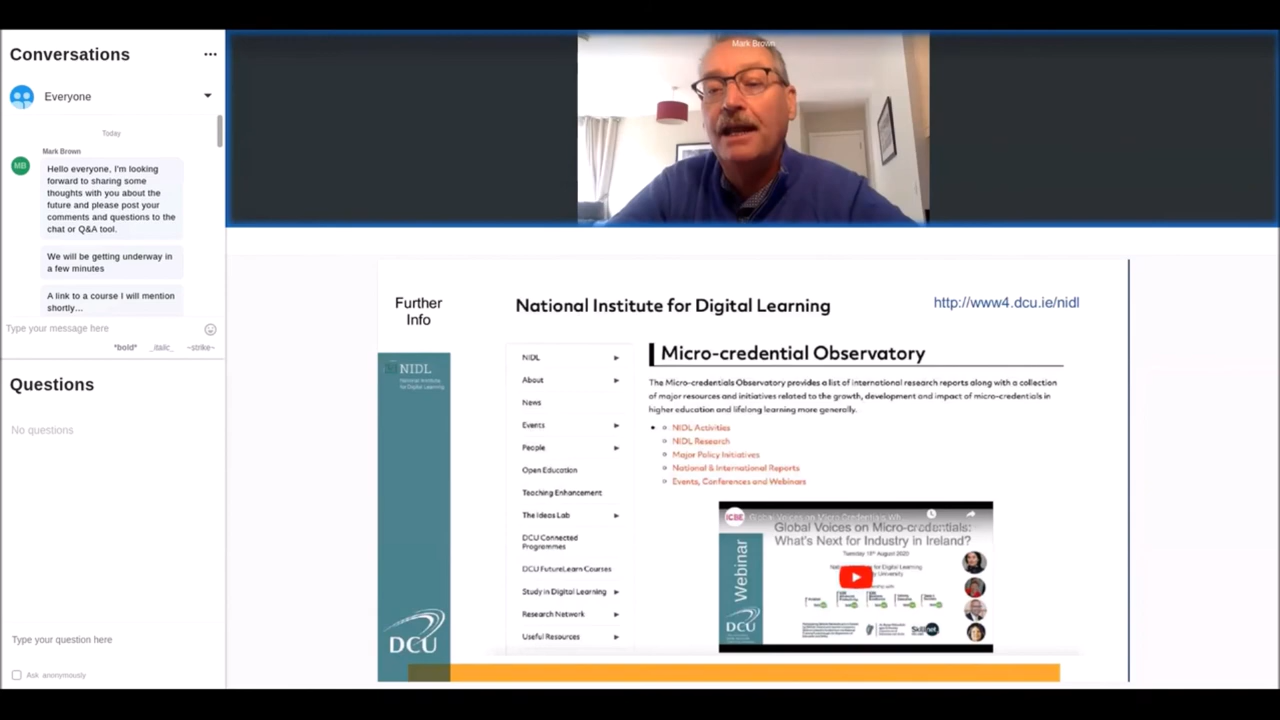 Conversations
Everyone
Today
Mark Brown
MB
Hello everyone, I'm looking
forward to sharing some
thoughts with you about the
future and please post your
comments and questions to the
chat or Q&A tool.
We will be getting underway in
a few minutes
A link to a course I will mention
shortly...
Type your message here
*bold* _italic_ ~strike~
Questions
No questions
Type your question here
Ask anonymously
Mark Brown
Further
Info
National Institute for Digital Learning
http://www4.dcu.ie/nidl
NIDL
National Institute
for Digital Learning
DCU
NIDL
About
News
Events
People
Open Education
Teaching Enhancement
The Ideas Lab
DCU Connected
Programmes
DCU FutureLearn Courses
Study in Digital Learning
Research Network
Useful Resources
Micro-credential Observatory
The Micro-credentials Observatory provides a list of international research reports along with a collection
of major resources and initiatives related to the growth, development and impact of micro-credentials in
higher education and lifelong learning more generally.
NIDL Activities
NIDL Research
Major Policy Initiatives
National & International Reports
Events, Conferences and Webinars
ICBE
Global Voices on Micro-credentials:
What's Next for Industry in Ireland?
Webinar
DCU
Skillnet